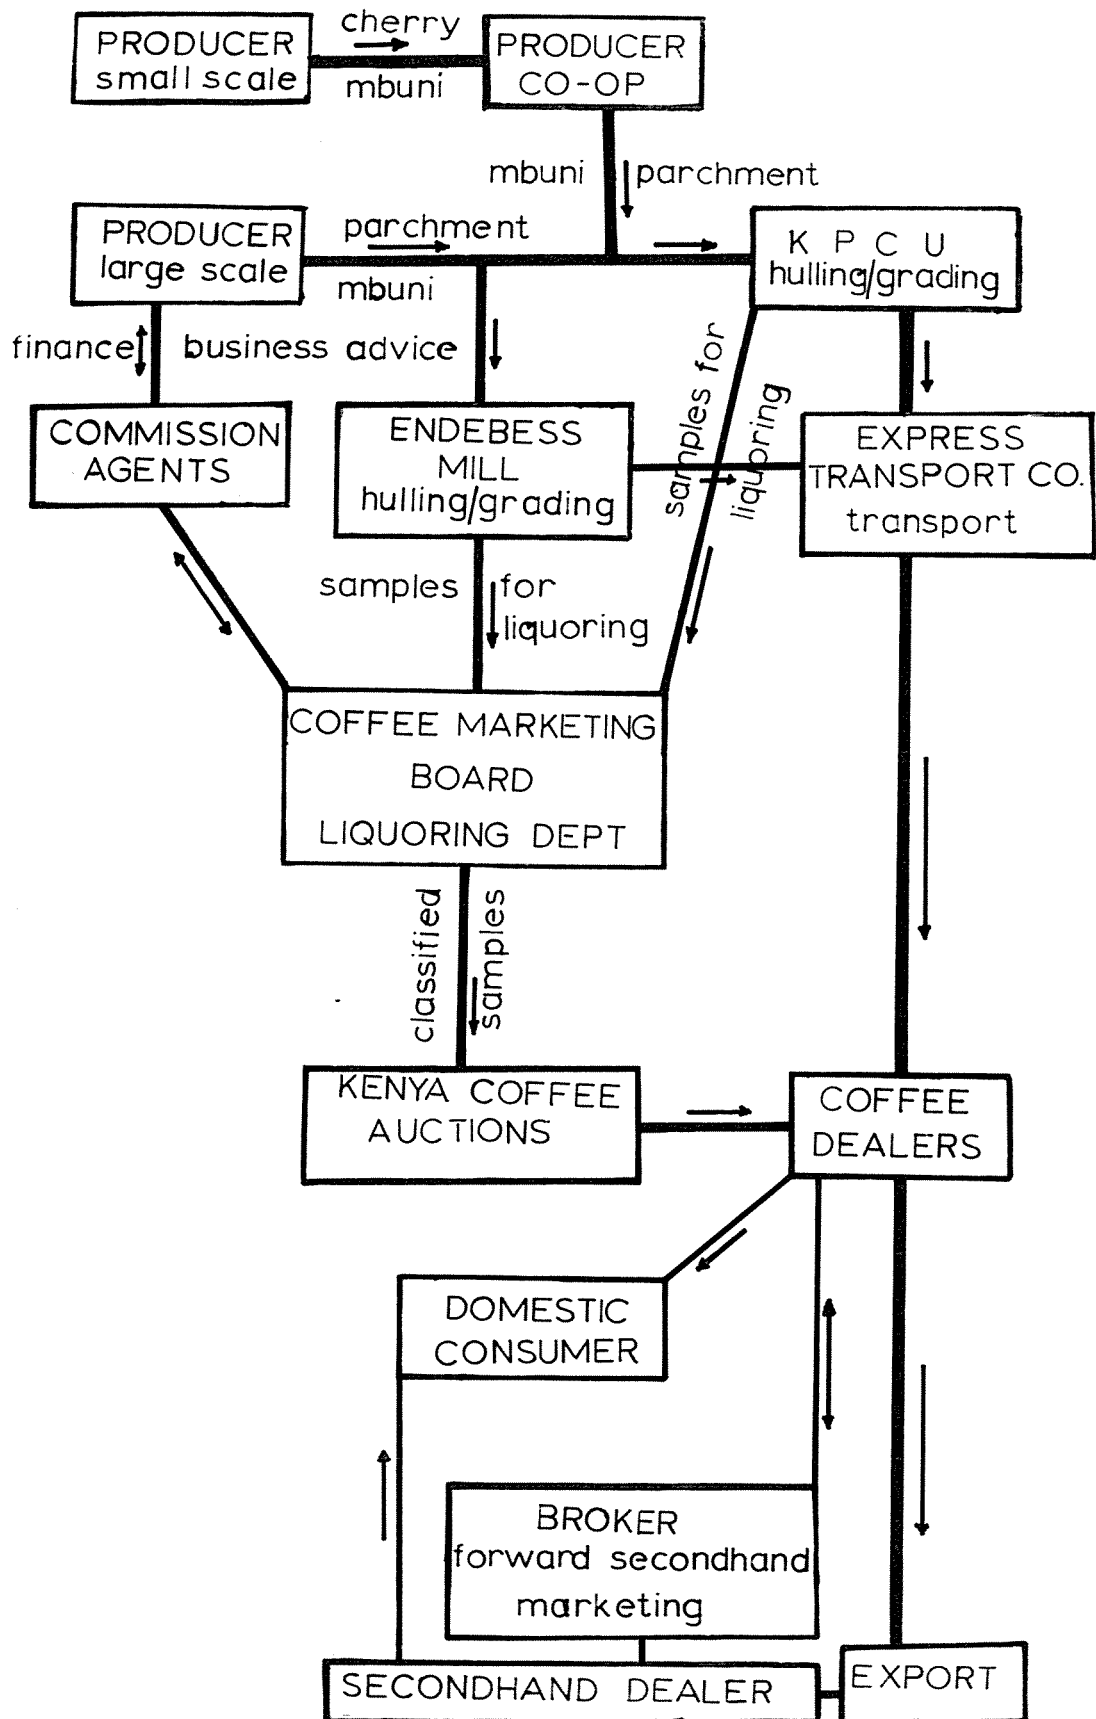 cherry
PRODUCER
small scale
mbuni
PRODUCER
CO-OP
mbuni
parchment
PRODUCER
large scale
parchment
mbuni
K P C U
hulling/grading
finance
business advice
samples for
liquoring
COMMISSION
AGENTS
ENDEBESS
MILL
hulling/grading
EXPRESS
TRANSPORT CO.
transport
samples for
liquoring
COFFEE MARKETING
BOARD
LIQUORING DEPT
classified
samples
KENYA COFFEE
AUCTIONS
COFFEE
DEALERS
DOMESTIC
CONSUMER
BROKER
forward secondhand
marketing
SECONDHAND DEALER
EXPORT